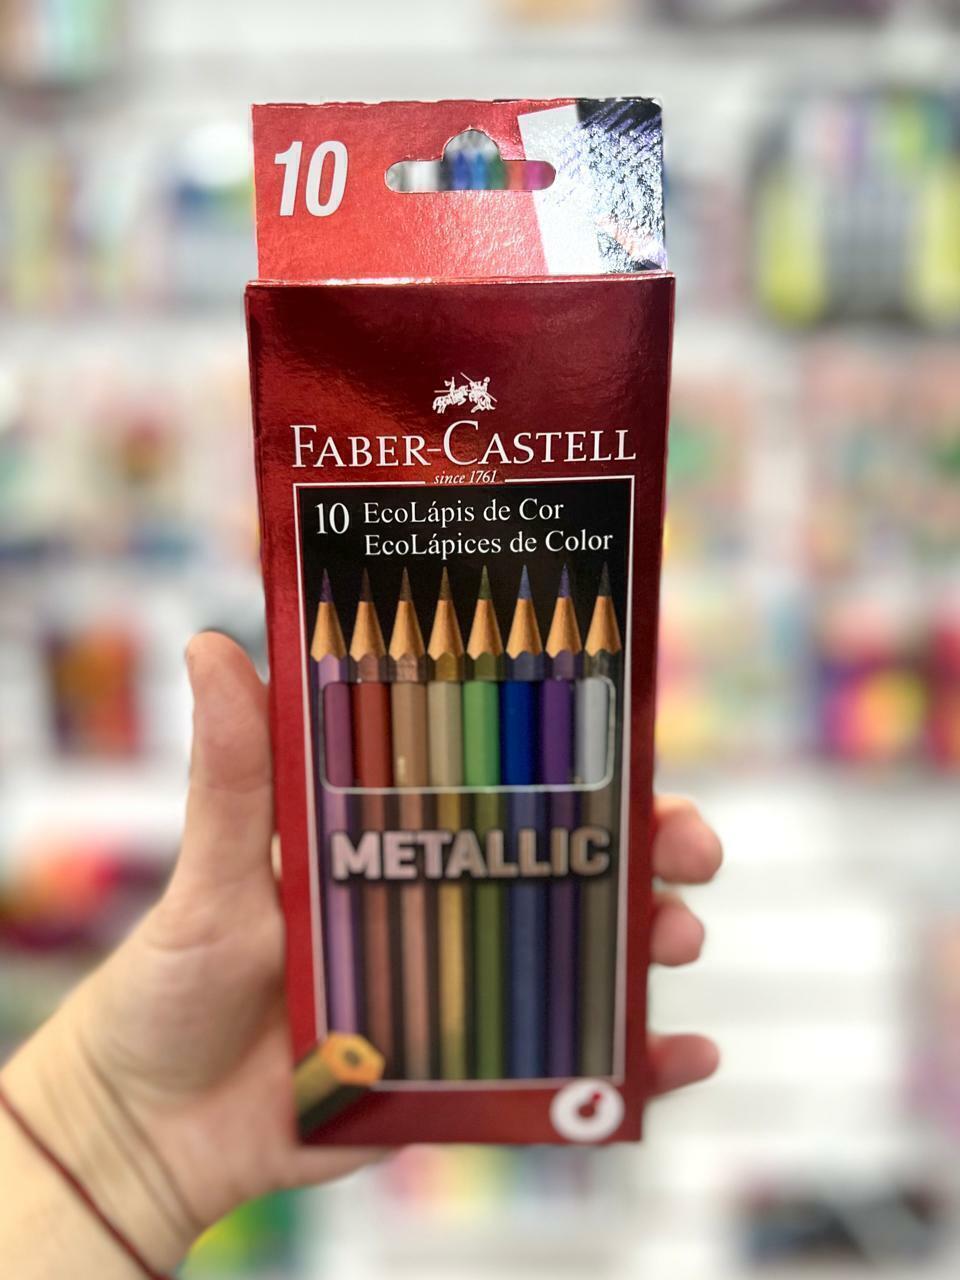 10
FABER-CASTELL
since 1761
10 EcoLápis de Cor
EcoLápices de Color
METALLIC